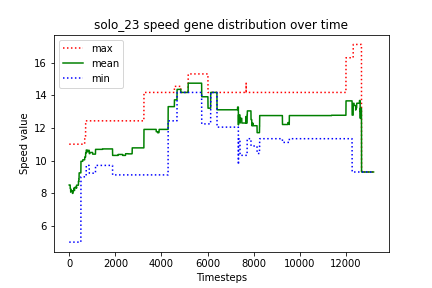 solo_23 speed gene distribution over time
max
mean
min
Speed value
16
14
12
10
8
6
0 2000 4000 6000 8000 10000 12000
Timesteps